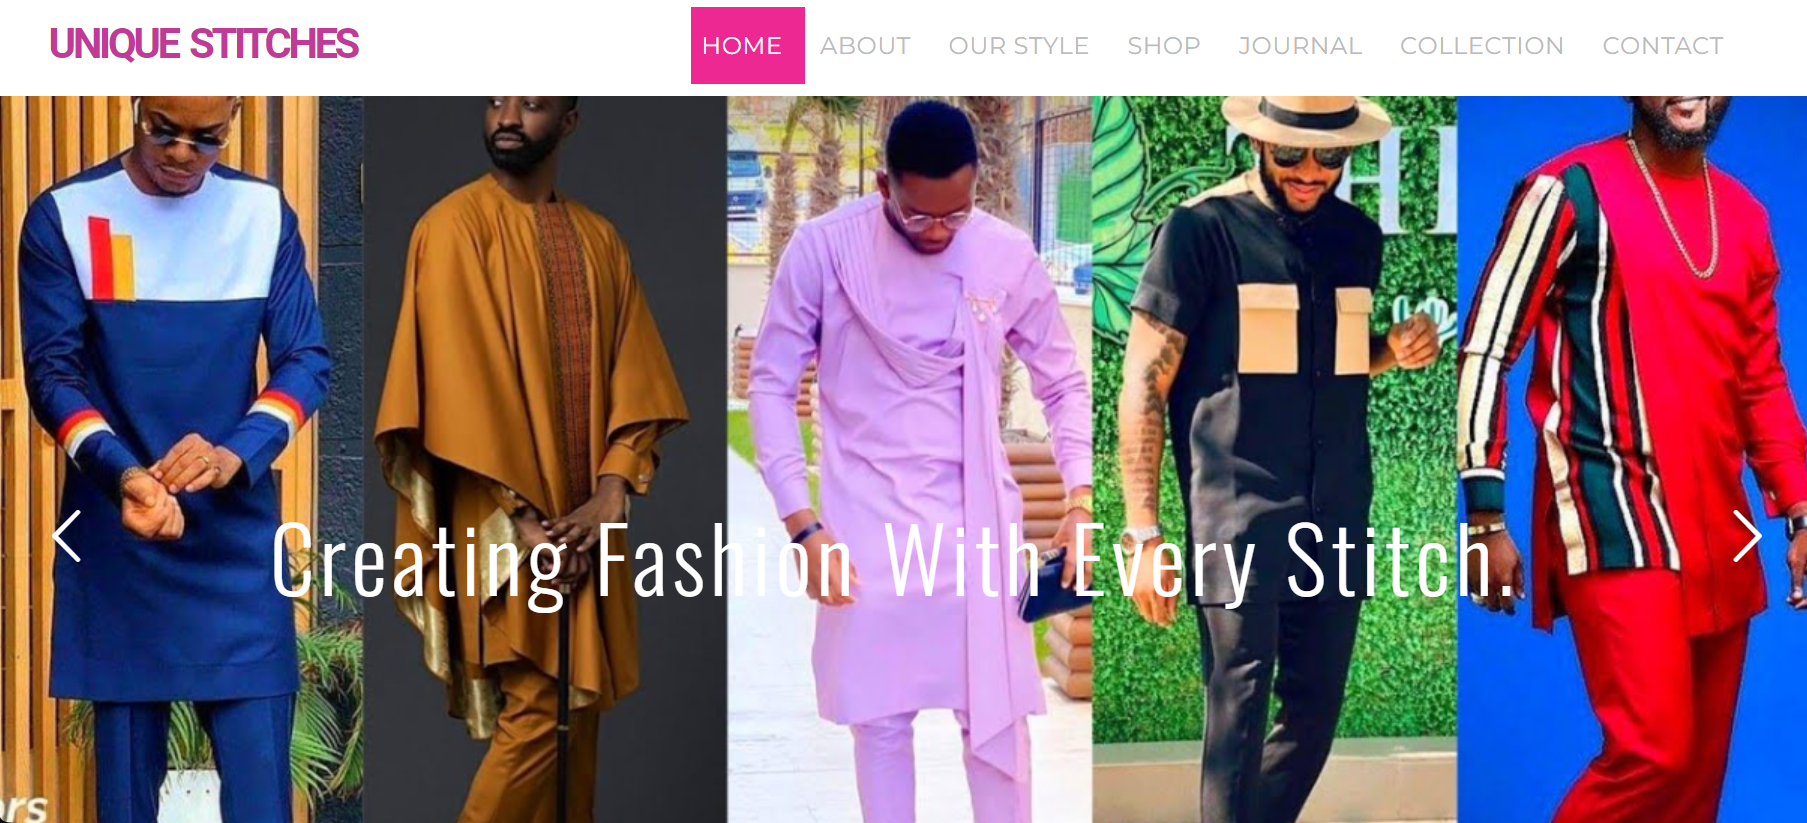 UNIQUE STITCHES
HOME ABOUT OUR STYLE SHOP JOURNAL COLLECTION CONTACT
Creating Fashion With Every Stitch.
rs